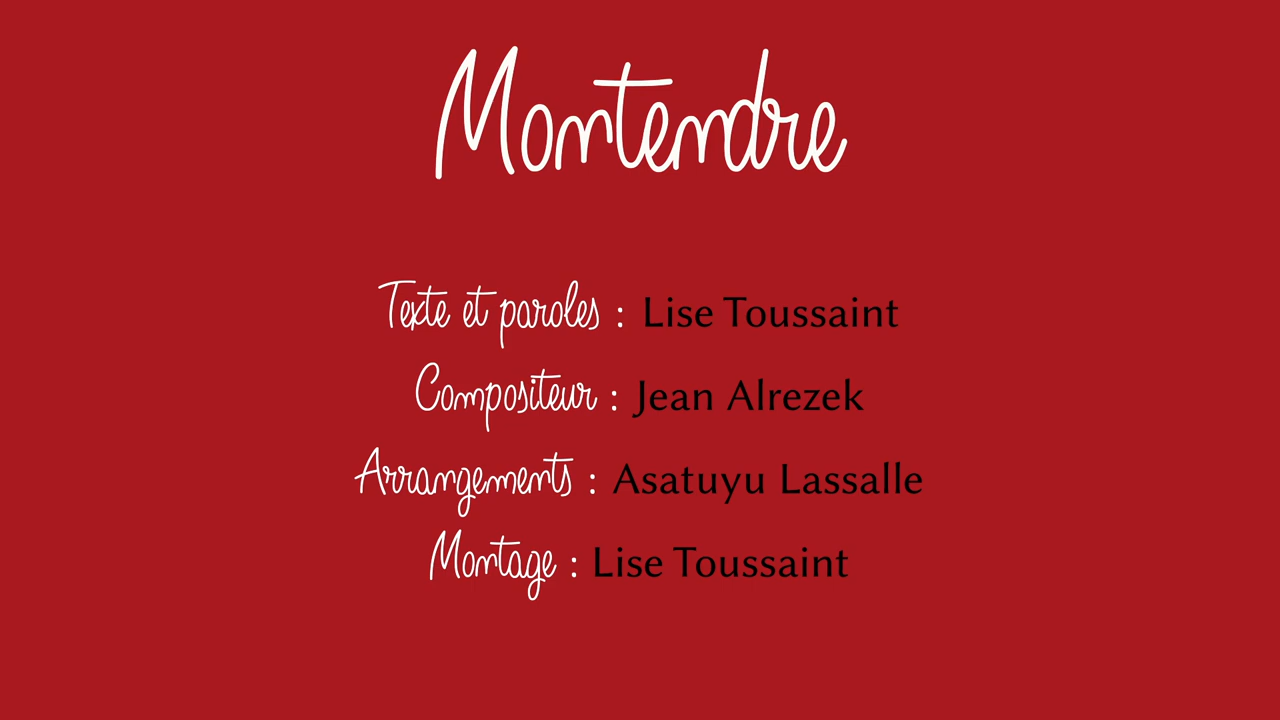 Montendre
Texte et paroles : Lise Toussaint
Compositeur : Jean Alrezek
Arrangements : Asatuyu Lassalle
Montage : Lise Toussaint